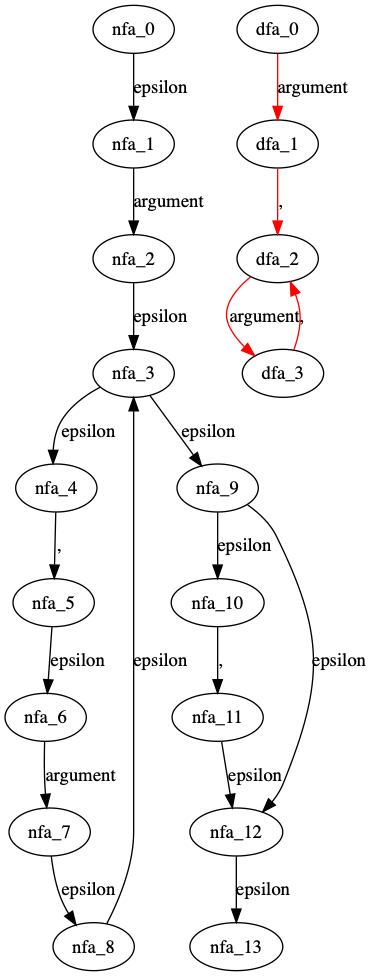 nfa_0
dfa_0
epsilon
argument
nfa_1
dfa_1
argument
,
nfa_2
dfa_2
epsilon
argument
,
nfa_3
dfa_3
epsilon
epsilon
nfa_4
nfa_9
,
epsilon
nfa_5
nfa_10
epsilon
epsilon
,
epsilon
nfa_6
nfa_11
argument
epsilon
nfa_7
nfa_12
epsilon
epsilon
nfa_8
nfa_13